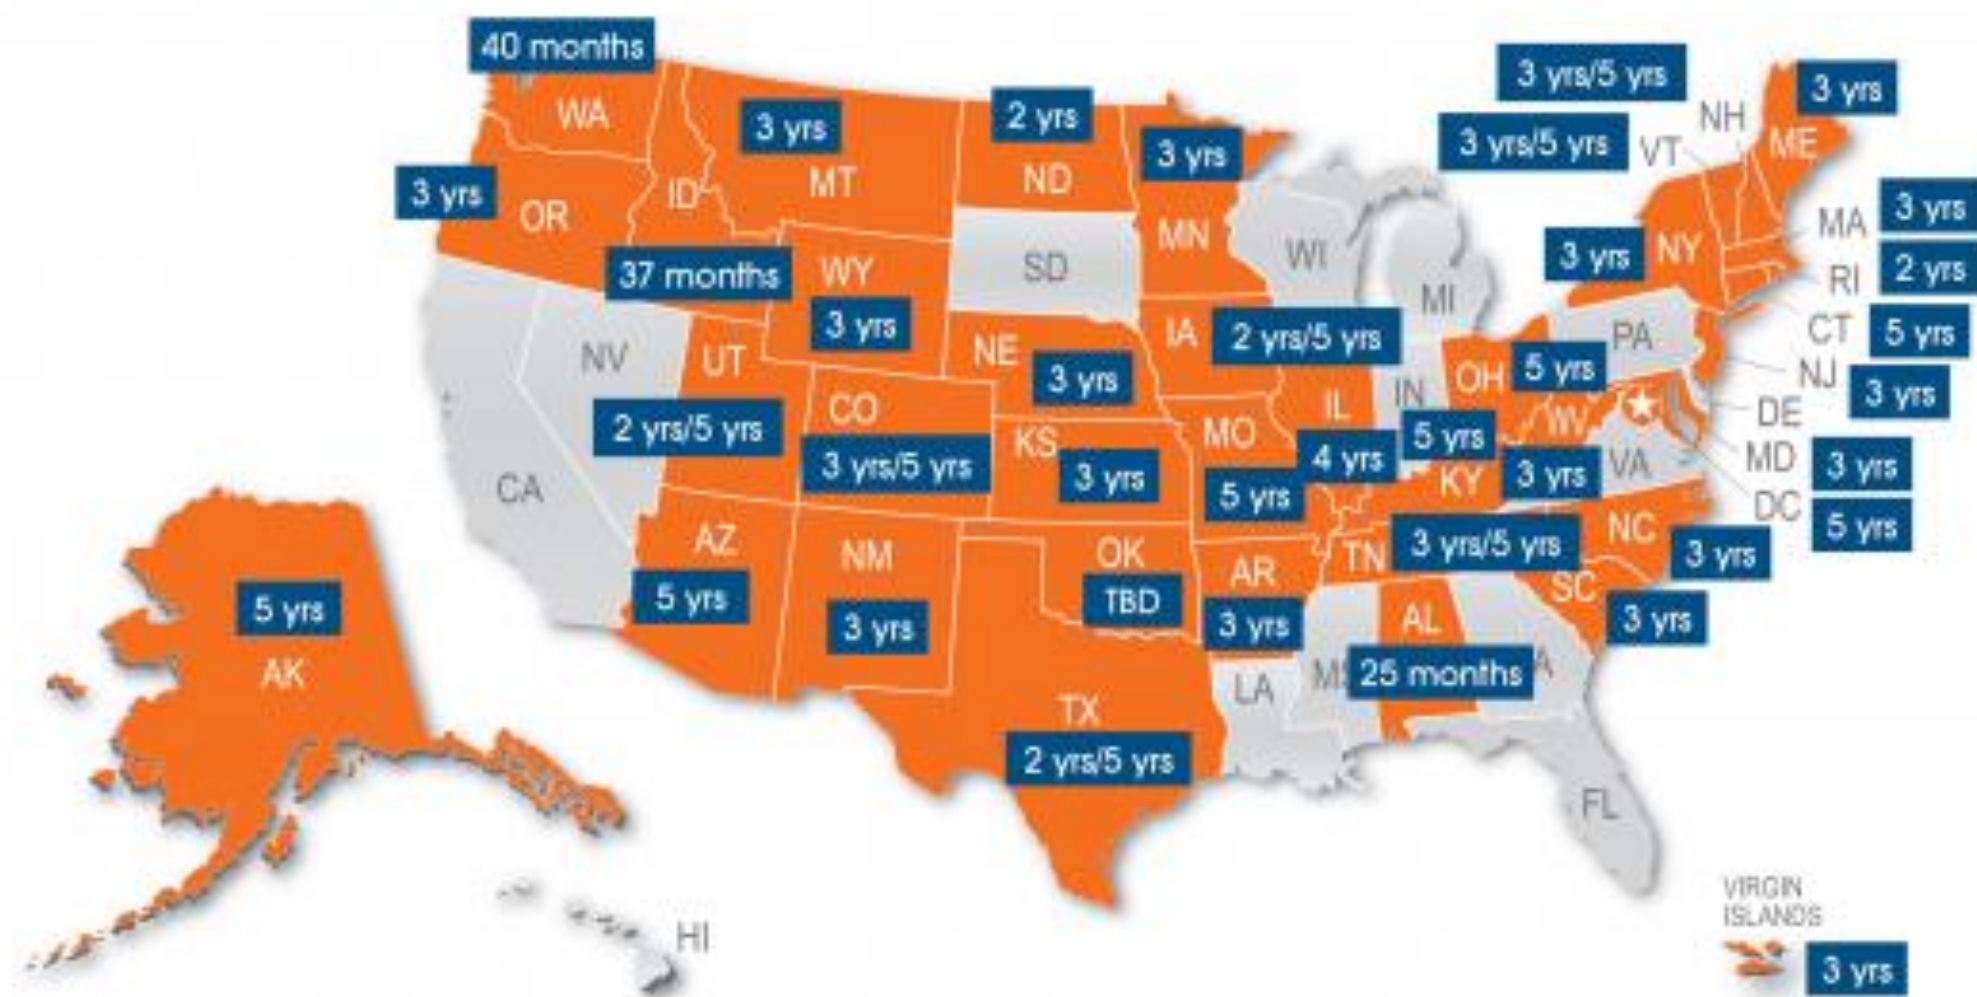 40 months
WA
3 yrs
MT
2 yrs
ND
3 yrs
MN
3 yrs/5 yrs
NH
3 yrs
ME
3 yrs/5 yrs
VT
3 yrs
OR
ID
37 months
WY
3 yrs
SD
WI
MI
3 yrs
NY
MA
3 yrs
RI
2 yrs
CT
5 yrs
NJ
3 yrs
PA
NV
UT
2 yrs/5 yrs
CO
3 yrs/5 yrs
NE
3 yrs
IA
2 yrs/5 yrs
IL
4 yrs
IN
OH
5 yrs
WV
3 yrs
DE
MD
3 yrs
DC
5 yrs
VA
CA
KS
3 yrs
MO
5 yrs
5 yrs
KY
AZ
5 yrs
NM
3 yrs
OK
TBD
AR
3 yrs
TN
3 yrs/5 yrs
NC
3 yrs
SC
3 yrs
AL
25 months
A
LA
TX
2 yrs/5 yrs
FL
5 yrs
AK
HI
VIRGIN
ISLANDS
3 yrs